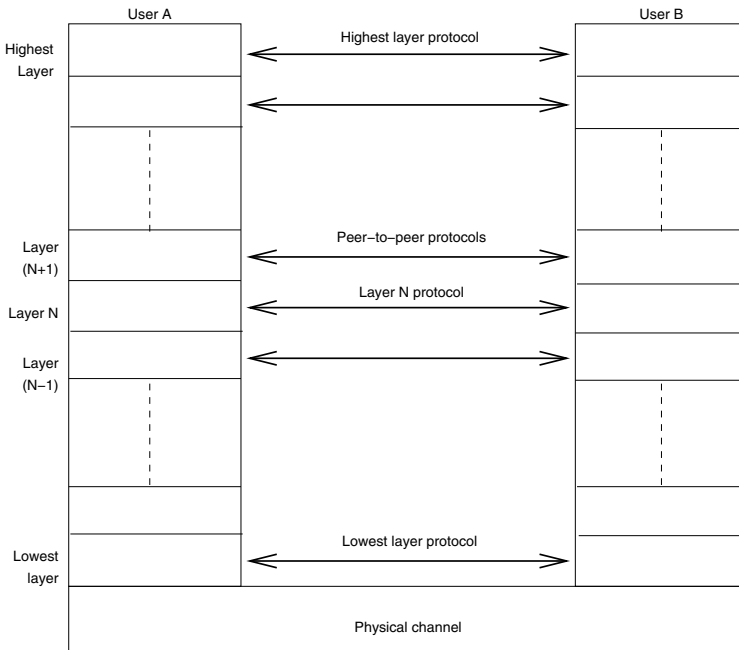 User A
User B
Highest
Layer
Highest layer protocol
Layer
(N+1)
Peer−to−peer protocols
Layer N
Layer N protocol
Layer
(N−1)
Lowest
layer
Lowest layer protocol
Physical channel